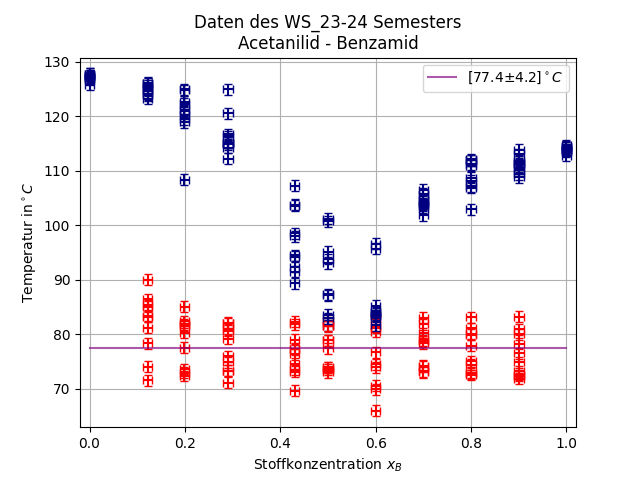 Daten des WS_23-24 Semesters
Acetanilid - Benzamid
[77.4±4.2]°C
130
120
110
100
90
80
70
Temperatur in °C
0.0 0.2 0.4 0.6 0.8 1.0
Stoffkonzentration x_B